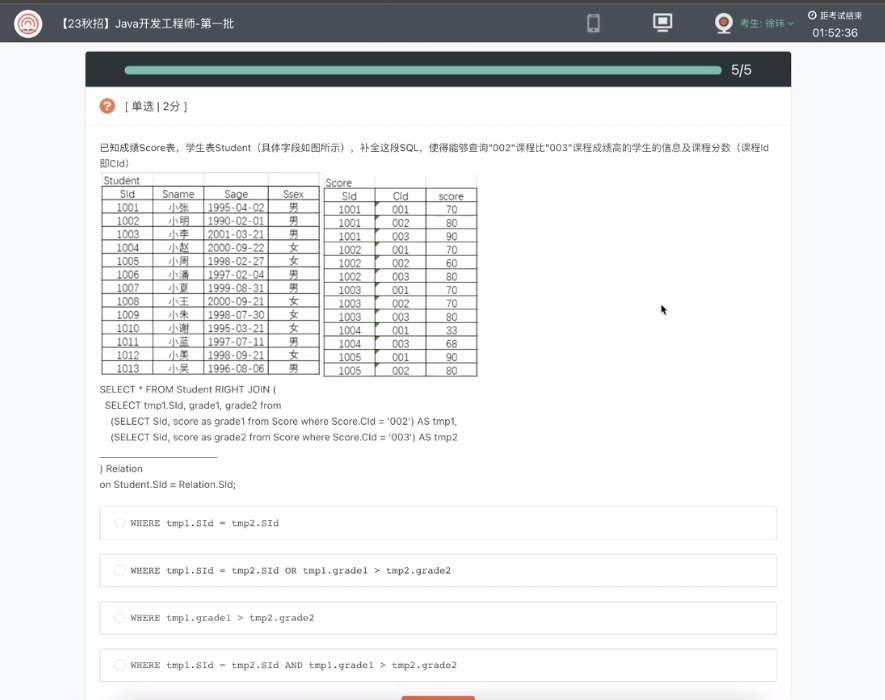 【23秋招】Java开发工程师-第一批
考生: 徐玮
距考试结束
01:52:36
5/5
? [ 单选 | 2分 ]
已知成绩Score表，学生表Student（具体字段如图所示），补全这段SQL，使得能够查询"002"课程比"003"课程成绩高的学生的信息及课程分数（课程Id
即CId）
Student
SId Sname Sage Ssex
1001 小张 1995-04-02 男
1002 小明 1990-02-01 男
1003 小李 2001-03-21 男
1004 小赵 2000-09-22 女
1005 小周 1998-02-27 女
1006 小潘 1997-02-04 男
1007 小夏 1999-08-31 男
1008 小王 2000-09-21 女
1009 小朱 1998-07-30 女
1010 小谢 1995-03-21 女
1011 小蓝 1997-07-11 男
1012 小美 1998-09-21 女
1013 小吴 1996-08-06 男
Score
SId CId score
1001 001 70
1001 002 80
1001 003 90
1002 001 70
1002 002 60
1002 003 80
1003 001 70
1003 002 70
1003 003 80
1004 001 33
1004 003 68
1005 001 90
1005 002 80
SELECT * FROM Student RIGHT JOIN (
SELECT tmp1.SId, grade1, grade2 from
(SELECT SId, score as grade1 from Score where Score.CId = '002') AS tmp1,
(SELECT SId, score as grade2 from Score where Score.CId = '003') AS tmp2
) Relation
on Student.SId = Relation.SId;
WHERE tmp1.SId = tmp2.SId
WHERE tmp1.SId = tmp2.SId OR tmp1.grade1 > tmp2.grade2
WHERE tmp1.grade1 > tmp2.grade2
WHERE tmp1.SId = tmp2.SId AND tmp1.grade1 > tmp2.grade2